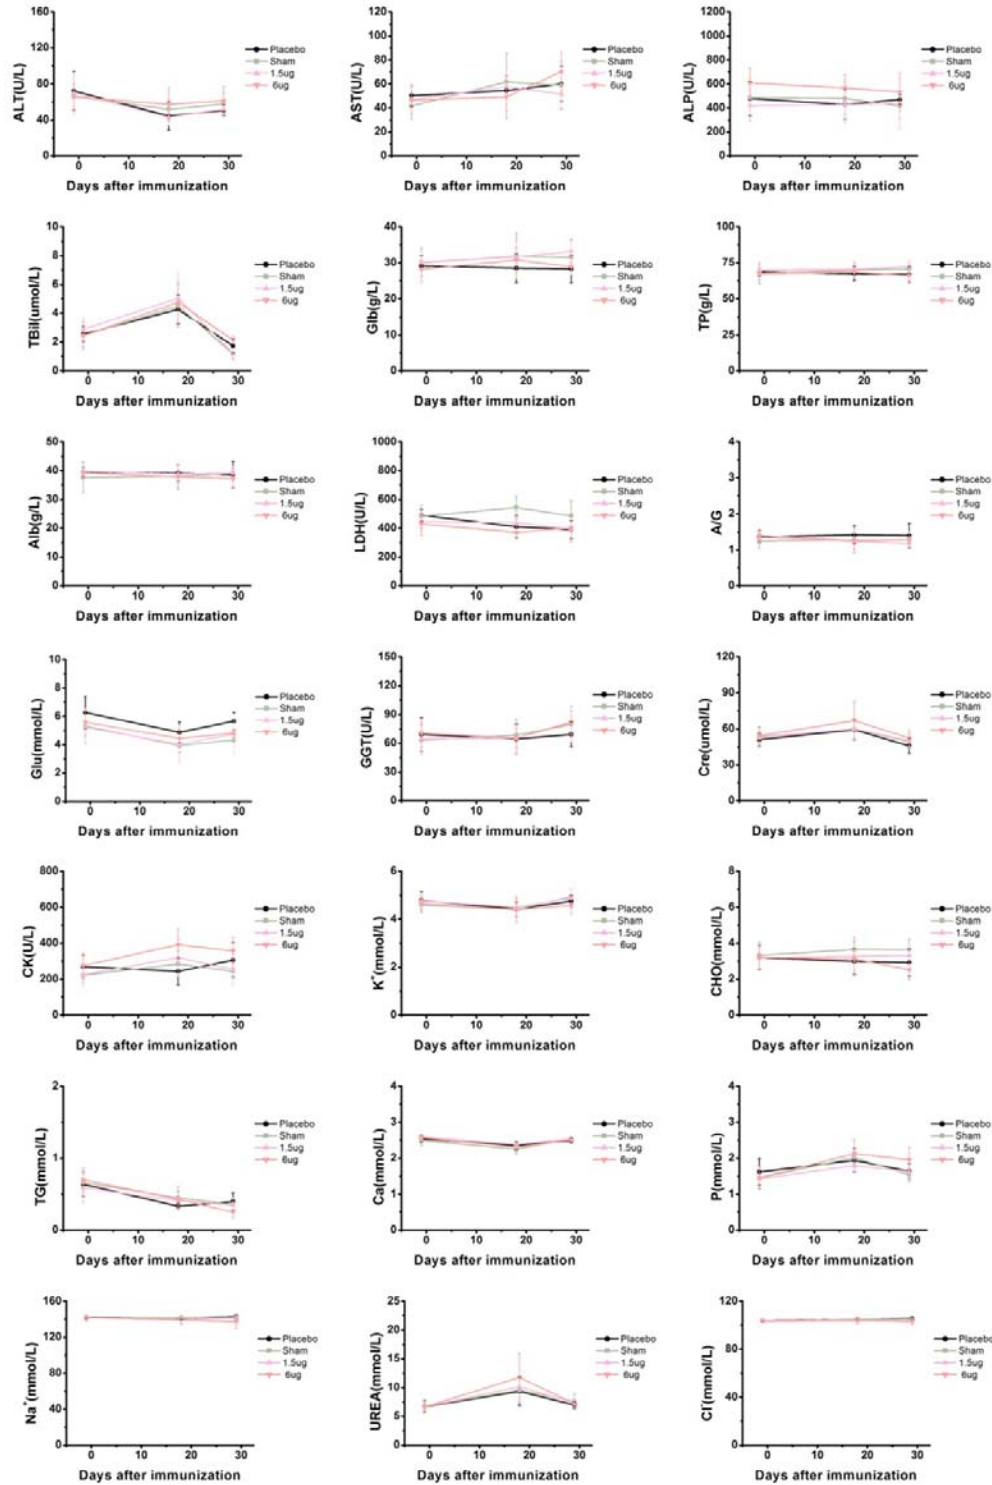 ALT(U/L)
160
120
80
40
0
0 10 20 30
Days after immunization
Placebo
Sham
1.5ug
6ug
AST(U/L)
120
100
80
60
40
20
0
0 10 20 30
Days after immunization
Placebo
Sham
1.5ug
6ug
ALP(U/L)
1200
1000
800
600
400
200
0
0 10 20 30
Days after immunization
Placebo
Sham
1.5ug
6ug
TBil(umol/L)
10
8
6
4
2
0
0 10 20 30
Days after immunization
Placebo
Sham
1.5ug
6ug
Glb(g/L)
40
30
20
10
0
0 10 20 30
Days after immunization
Placebo
Sham
1.5ug
6ug
TP(g/L)
100
75
50
25
0
0 10 20 30
Days after immunization
Placebo
Sham
1.5ug
6ug
Alb(g/L)
50
40
30
20
10
0
0 10 20 30
Days after immunization
Placebo
Sham
1.5ug
6ug
LDH(U/L)
1000
800
600
400
200
0
0 10 20 30
Days after immunization
Placebo
Sham
1.5ug
6ug
A/G
4
3
2
1
0
0 10 20 30
Days after immunization
Placebo
Sham
1.5ug
6ug
Glu(mmol/L)
10
8
6
4
2
0
0 10 20 30
Days after immunization
Placebo
Sham
1.5ug
6ug
GGT(U/L)
150
120
90
60
30
0
0 10 20 30
Days after immunization
Placebo
Sham
1.5ug
6ug
Cre(umol/L)
120
90
60
30
0
0 10 20 30
Days after immunization
Placebo
Sham
1.5ug
6ug
CK(U/L)
800
600
400
200
0
0 10 20 30
Days after immunization
Placebo
Sham
1.5ug
6ug
K⁺(mmol/L)
6
4
2
0
0 10 20 30
Days after immunization
Placebo
Sham
1.5ug
6ug
CHO(mmol/L)
8
6
4
2
0
0 10 20 30
Days after immunization
Placebo
Sham
1.5ug
6ug
TG(mmol/L)
2
1
0
0 10 20 30
Days after immunization
Placebo
Sham
1.5ug
6ug
Ca(mmol/L)
4
3
2
1
0
0 10 20 30
Days after immunization
Placebo
Sham
1.5ug
6ug
P(mmol/L)
4
3
2
1
0
0 10 20 30
Days after immunization
Placebo
Sham
1.5ug
6ug
Na⁺(mmol/L)
160
120
80
40
0
0 10 20 30
Days after immunization
Placebo
Sham
1.5ug
6ug
UREA(mmol/L)
25
20
15
10
5
0
0 10 20 30
Days after immunization
Placebo
Sham
1.5ug
6ug
Cl⁻(mmol/L)
120
80
40
0
0 10 20 30
Days after immunization
Placebo
Sham
1.5ug
6ug